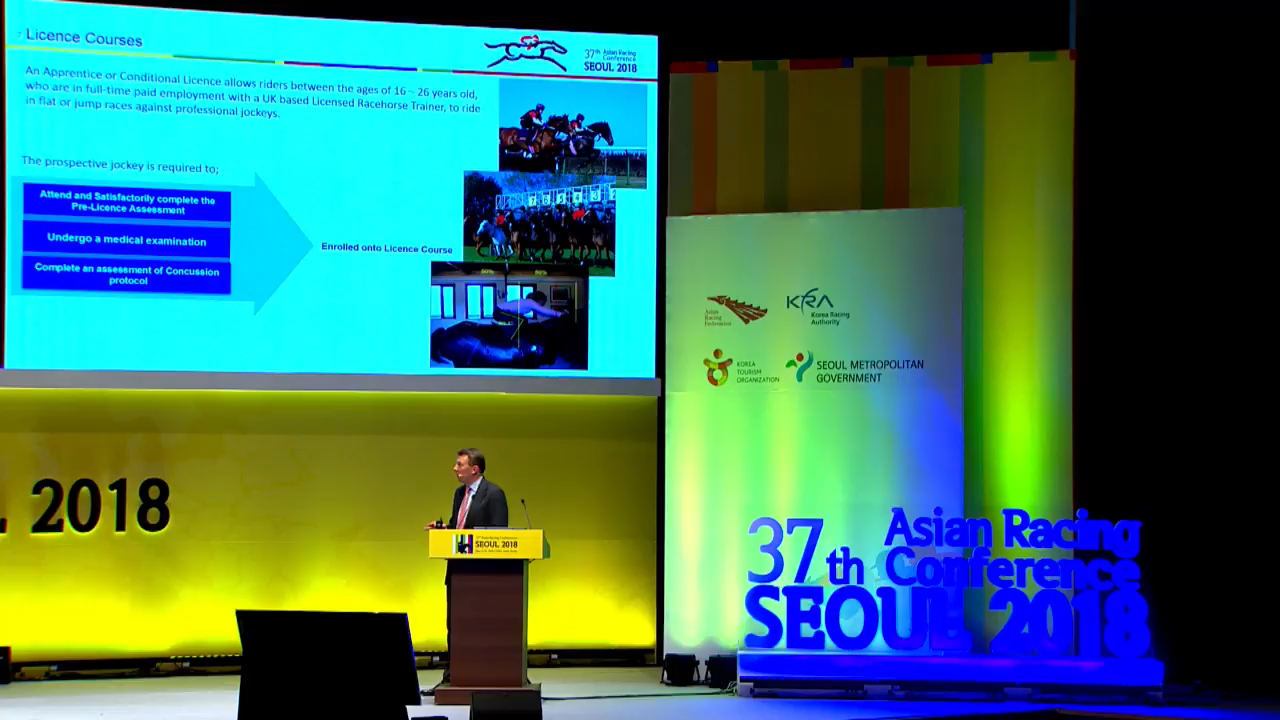 Licence Courses
37th Asian Racing
Conference
SEOUL 2018
An Apprentice or Conditional Licence allows riders between the ages of 16 – 26 years old,
who are in full-time paid employment with a UK based Licensed Racehorse Trainer, to ride
in flat or jump races against professional jockeys.
The prospective jockey is required to;
Attend and Satisfactorily complete the
Pre-Licence Assessment
Undergo a medical examination
Complete an assessment of Concussion
protocol
Enrolled onto Licence Course
Asian
Racing
Federation
KRA
Korea Racing
Authority
KOREA
TOURISM
ORGANIZATION
SEOUL METROPOLITAN
GOVERNMENT
2018
SEOUL 2018
37th Asian Racing
Conference
SEOUL 2018